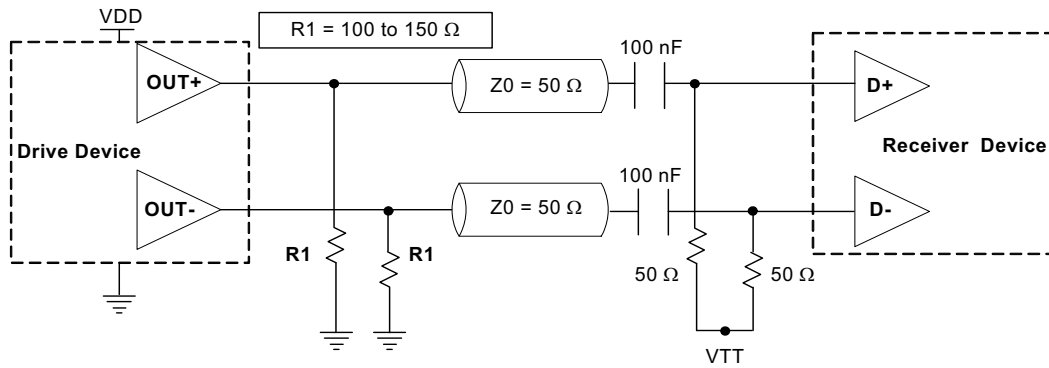 VDD
R1 = 100 to 150 Ω
100 nF
OUT+
Z0 = 50 Ω
D+
Drive Device
Receiver Device
100 nF
OUT-
Z0 = 50 Ω
D-
R1
R1
50 Ω
50 Ω
VTT